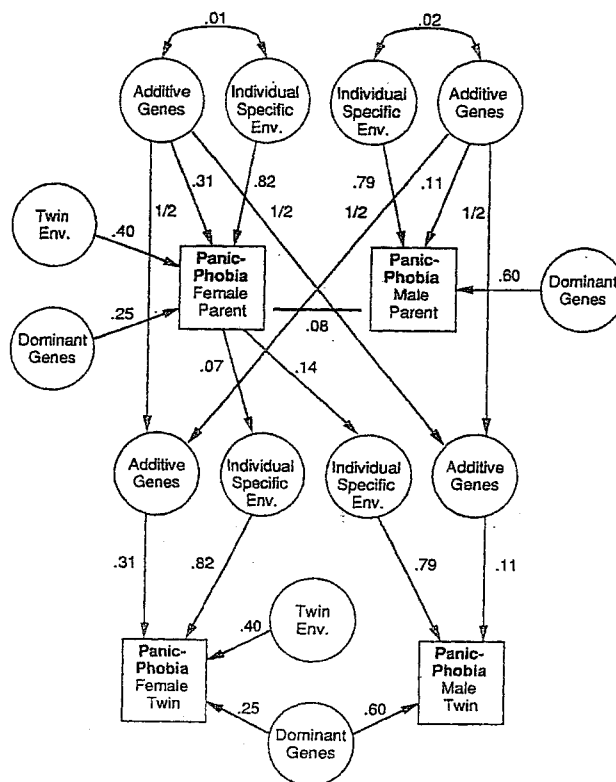 .01
.02
Additive
Genes
Individual
Specific
Env.
Individual
Specific
Env.
Additive
Genes
.31
.82
.79
.11
1/2
1/2
1/2
1/2
Twin
Env.
.40
Panic-
Phobia
Female
Parent
Panic-
Phobia
Male
Parent
.60
Dominant
Genes
Dominant
Genes
.25
.08
.07
.14
Additive
Genes
Individual
Specific
Env.
Individual
Specific
Env.
Additive
Genes
.31
.82
.79
.11
Twin
Env.
.40
Panic-
Phobia
Female
Twin
Panic-
Phobia
Male
Twin
.25
.60
Dominant
Genes